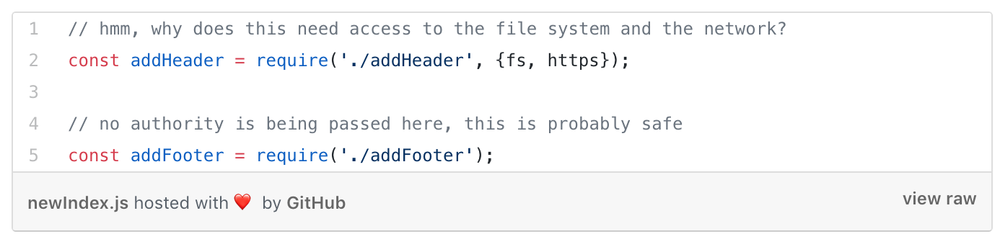 1 // hmm, why does this need access to the file system and the network?
2 const addHeader = require('./addHeader', {fs, https});
3
4 // no authority is being passed here, this is probably safe
5 const addFooter = require('./addFooter');
newIndex.js hosted with ❤️ by GitHub
view raw